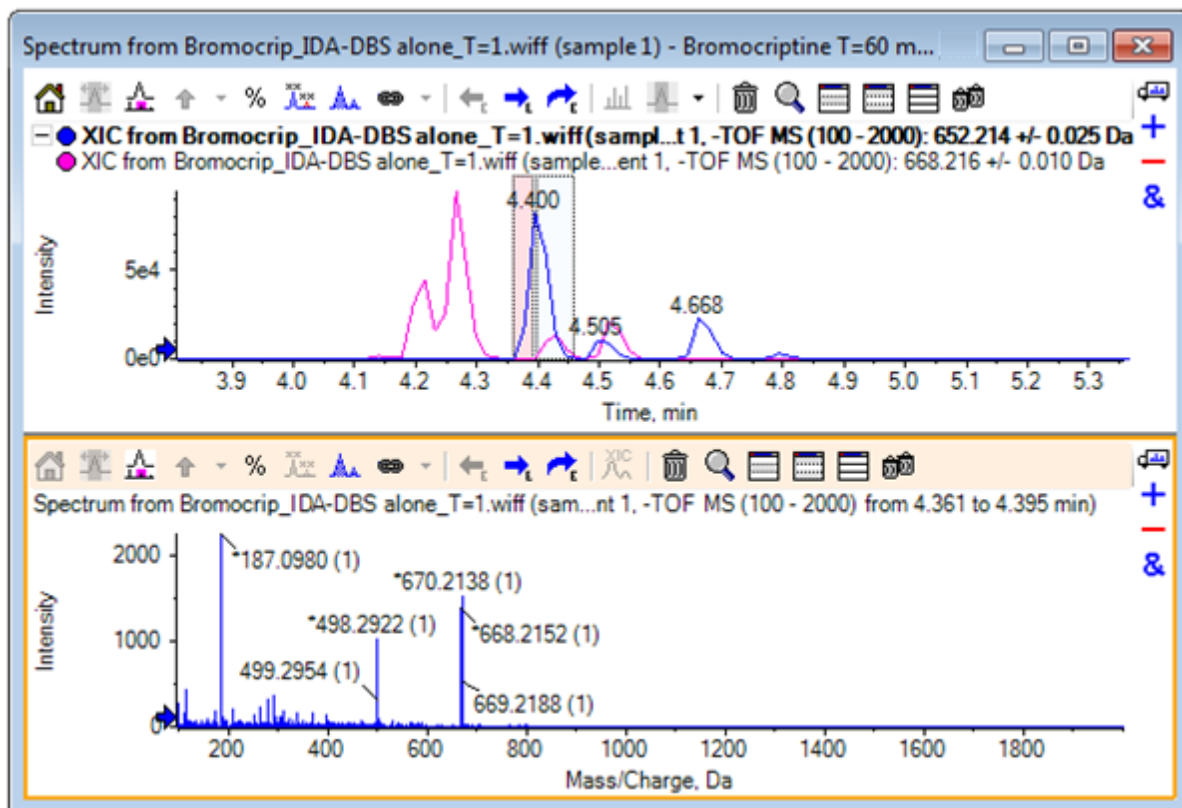 Spectrum from Bromocrip_IDA-DBS alone_T=1.wiff (sample 1) - Bromocriptine T=60 m...
%
XIC from Bromocrip_IDA-DBS alone_T=1.wiff (sampl...t 1, -TOF MS (100 - 2000): 652.214 +/- 0.025 Da
XIC from Bromocrip_IDA-DBS alone_T=1.wiff (sample...ent 1, -TOF MS (100 - 2000): 668.216 +/- 0.010 Da
&
4.400
Intensity
5e4
4.505
4.668
0e0
3.9 4.0 4.1 4.2 4.3 4.4 4.5 4.6 4.7 4.8 4.9 5.0 5.1 5.2 5.3
Time, min
% XIC
Spectrum from Bromocrip_IDA-DBS alone_T=1.wiff (sam...nt 1, -TOF MS (100 - 2000) from 4.361 to 4.395 min)
&
2000
*187.0980 (1)
*670.2138 (1)
Intensity
1000
*498.2922 (1)
*668.2152 (1)
499.2954 (1)
669.2188 (1)
0
200 400 600 800 1000 1200 1400 1600 1800
Mass/Charge, Da